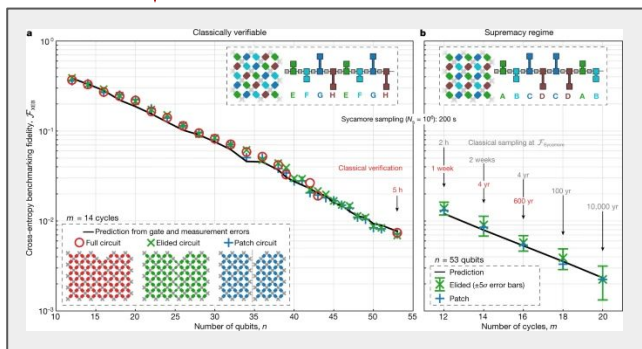 a
Classically verifiable
b
Supremacy regime
10⁰
10⁻¹
10⁻²
10⁻³
Cross-entropy benchmarking fidelity, ℱXEB
E F G H E F G H
A B C D C D A B
Sycamore sampling (Nₛ = 10⁶): 200 s
Classical verification
5 h
Classical sampling at ℱSycamore
2 h
1 week
2 weeks
4 yr
4 yr
600 yr
100 yr
10,000 yr
m = 14 cycles
Prediction from gate and measurement errors
Full circuit
Elided circuit
Patch circuit
n = 53 qubits
Prediction
Elided (±5σ error bars)
Patch
10 15 20 25 30 35 40 45 50 55
Number of qubits, n
12 14 16 18 20
Number of cycles, m